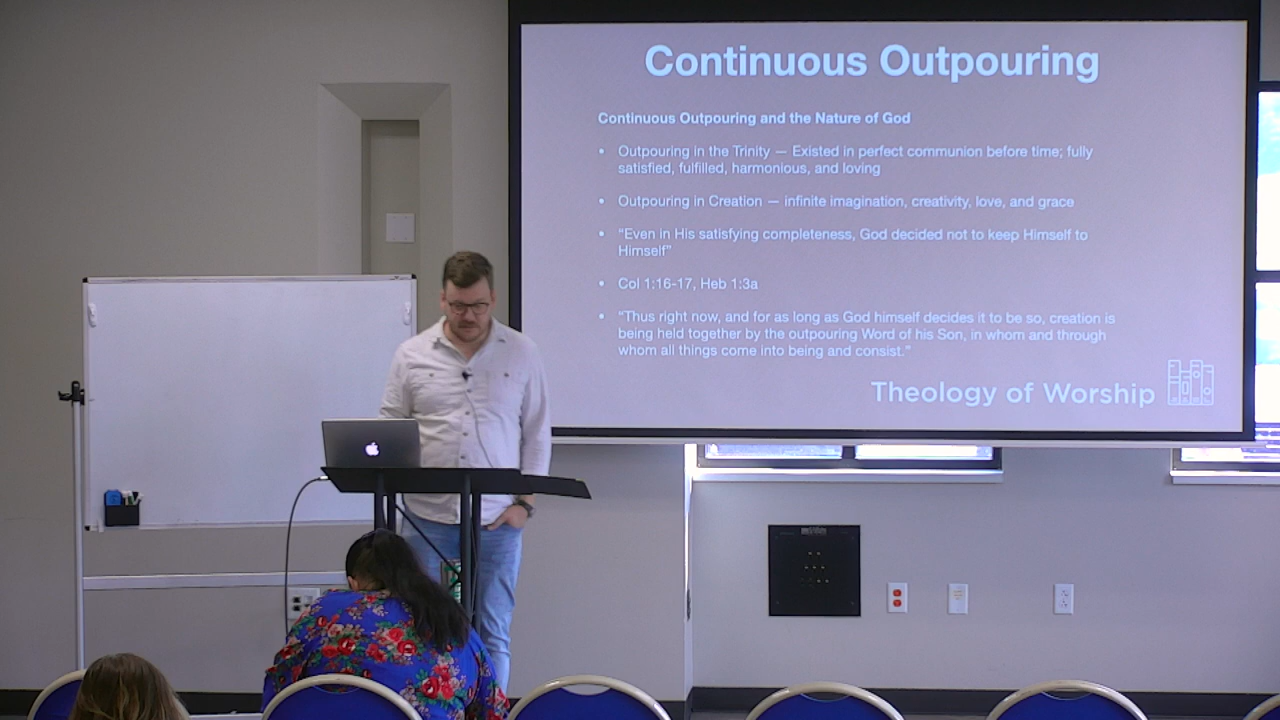 Continuous Outpouring
Continuous Outpouring and the Nature of God
• Outpouring in the Trinity — Existed in perfect communion before time; fully
satisfied, fulfilled, harmonious, and loving
• Outpouring in Creation — infinite imagination, creativity, love, and grace
• “Even in His satisfying completeness, God decided not to keep Himself to
Himself”
• Col 1:16-17, Heb 1:3a
• “Thus right now, and for as long as God himself decides it to be so, creation is
being held together by the outpouring Word of his Son, in whom and through
whom all things come into being and consist.”
Theology of Worship